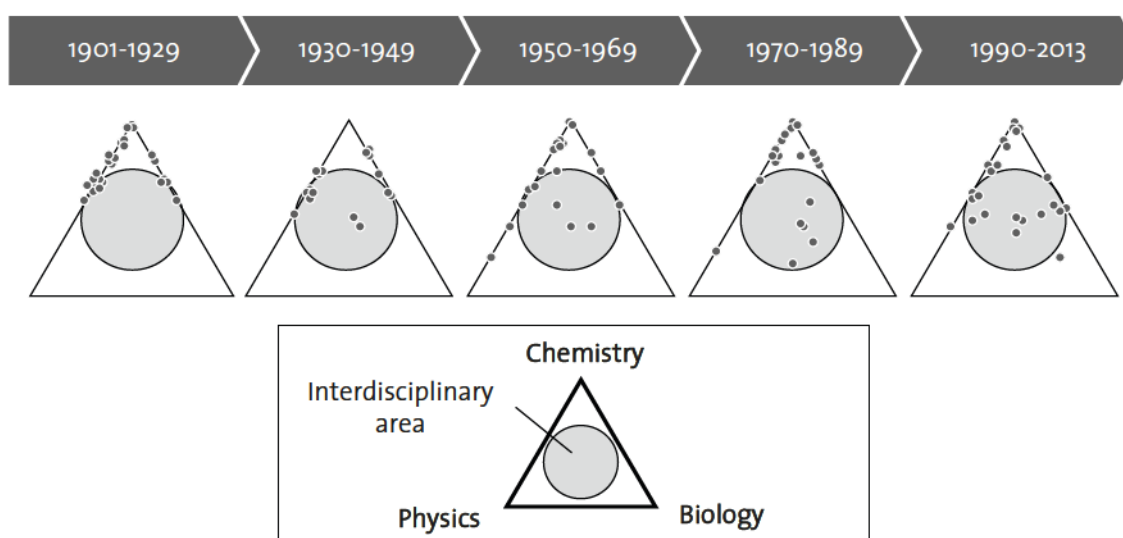 1901-1929
1930-1949
1950-1969
1970-1989
1990-2013
Chemistry
Interdisciplinary
area
Physics
Biology